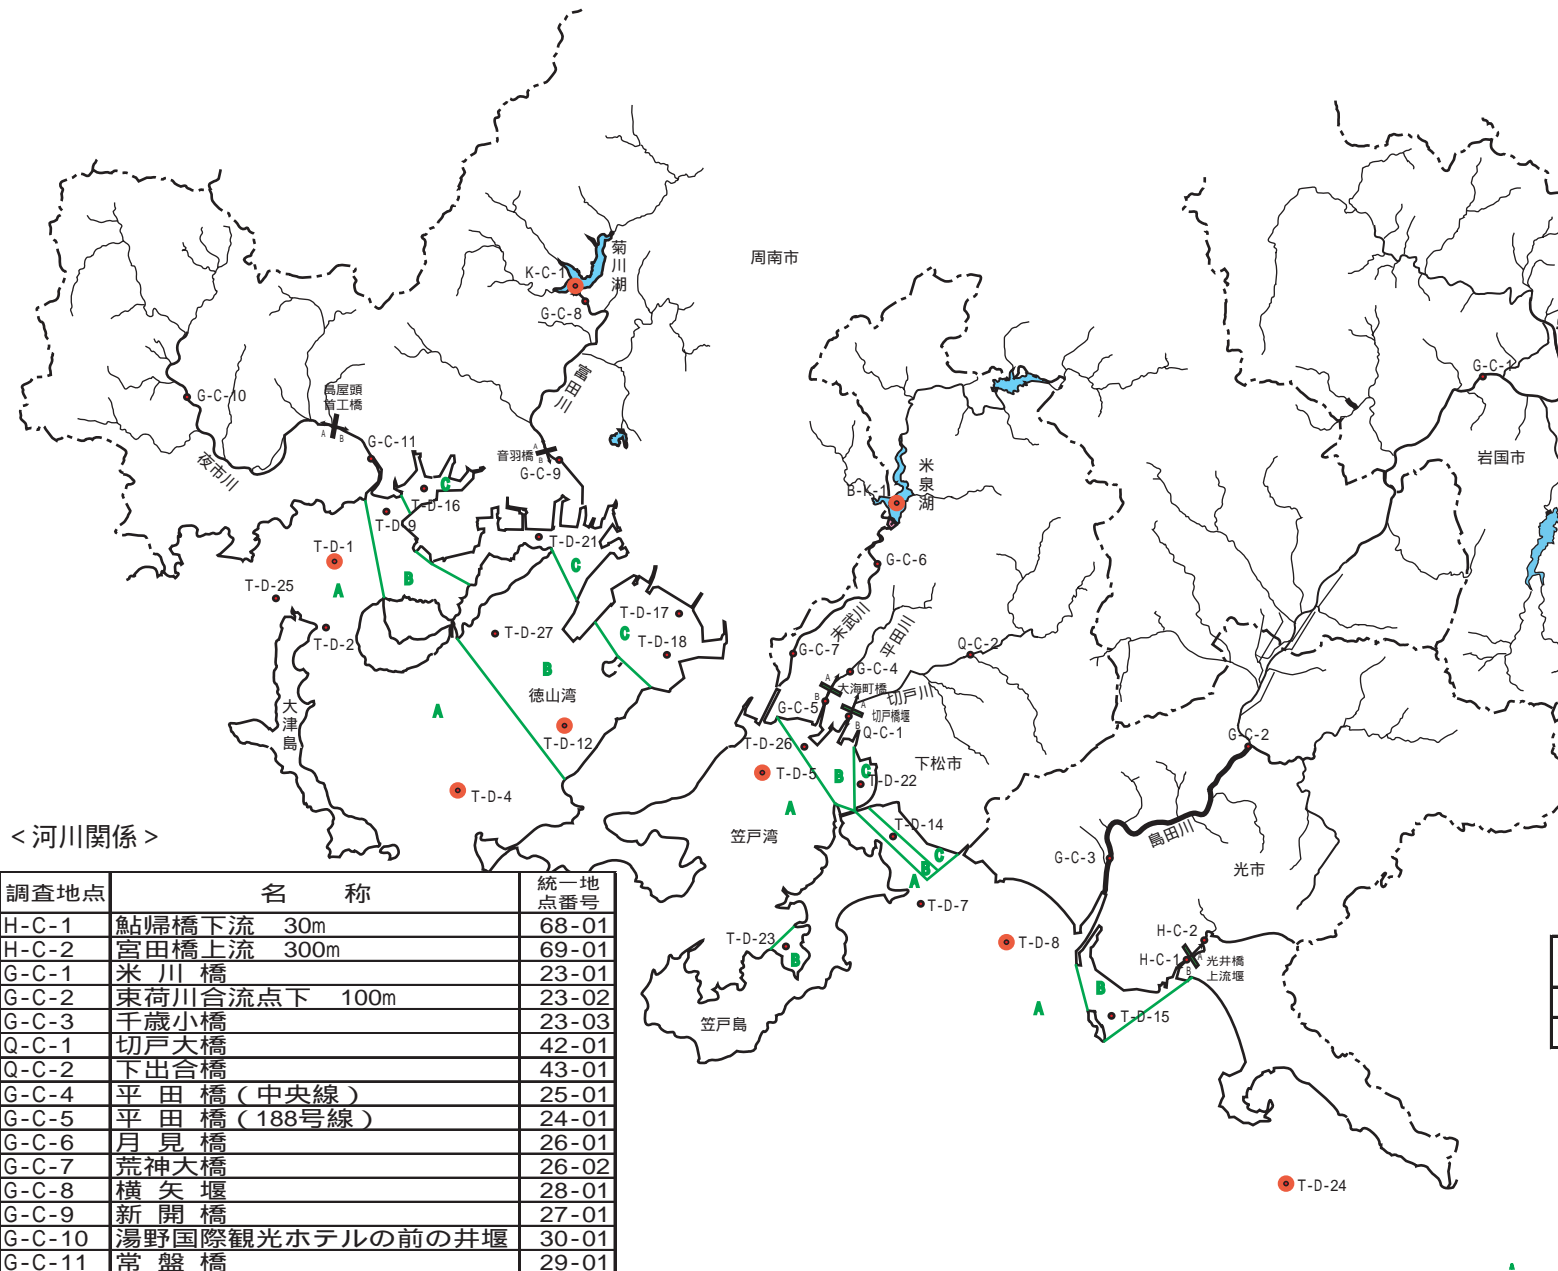 菊川湖
周南市
K-C-1
G-C-8
富田川
G-C-10
G-C-1
首工橋
A
B
G-C-11
夜市川
音羽橋
A
B
G-C-9
岩国市
米泉湖
B-K-1
C
T-D-16
T-D-9
T-D-21
T-D-1
C
G-C-6
B
A
T-D-25
T-D-17
末武川
平田川
C
T-D-2
T-D-27
T-D-18
G-C-7
Q-C-2
B
G-C-4
A
大海町橋
B
徳山湾
切戸川
大津島
A
G-C-5
A
切戸橋堰
B
Q-C-1
G-C-2
T-D-12
T-D-26
下松市
T-D-5
B
C
T-D-22
T-D-4
A
T-D-14
笠戸湾
島田川
C
G-C-3
B
光市
A
T-D-7
T-D-23
B
T-D-8
H-C-2
H-C-1
A
B
光井橋
上流堰
B
A
T-D-15
笠戸島
T-D-24
A
<河川関係>
調査地点 名 称 統一地点番号
H-C-1 鮎帰橋下流 30m 68-01
H-C-2 宮田橋上流 300m 69-01
G-C-1 米 川 橋 23-01
G-C-2 束荷川合流点下 100m 23-02
G-C-3 千歳小橋 23-03
Q-C-1 切戸大橋 42-01
Q-C-2 下出合橋 43-01
G-C-4 平 田 橋(中央線) 25-01
G-C-5 平 田 橋(188号線) 24-01
G-C-6 月 見 橋 26-01
G-C-7 荒神大橋 26-02
G-C-8 横 矢 堰 28-01
G-C-9 新 開 橋 27-01
G-C-10 湯野国際観光ホテルの前の井堰 30-01
G-C-11 常 盤 橋 29-01